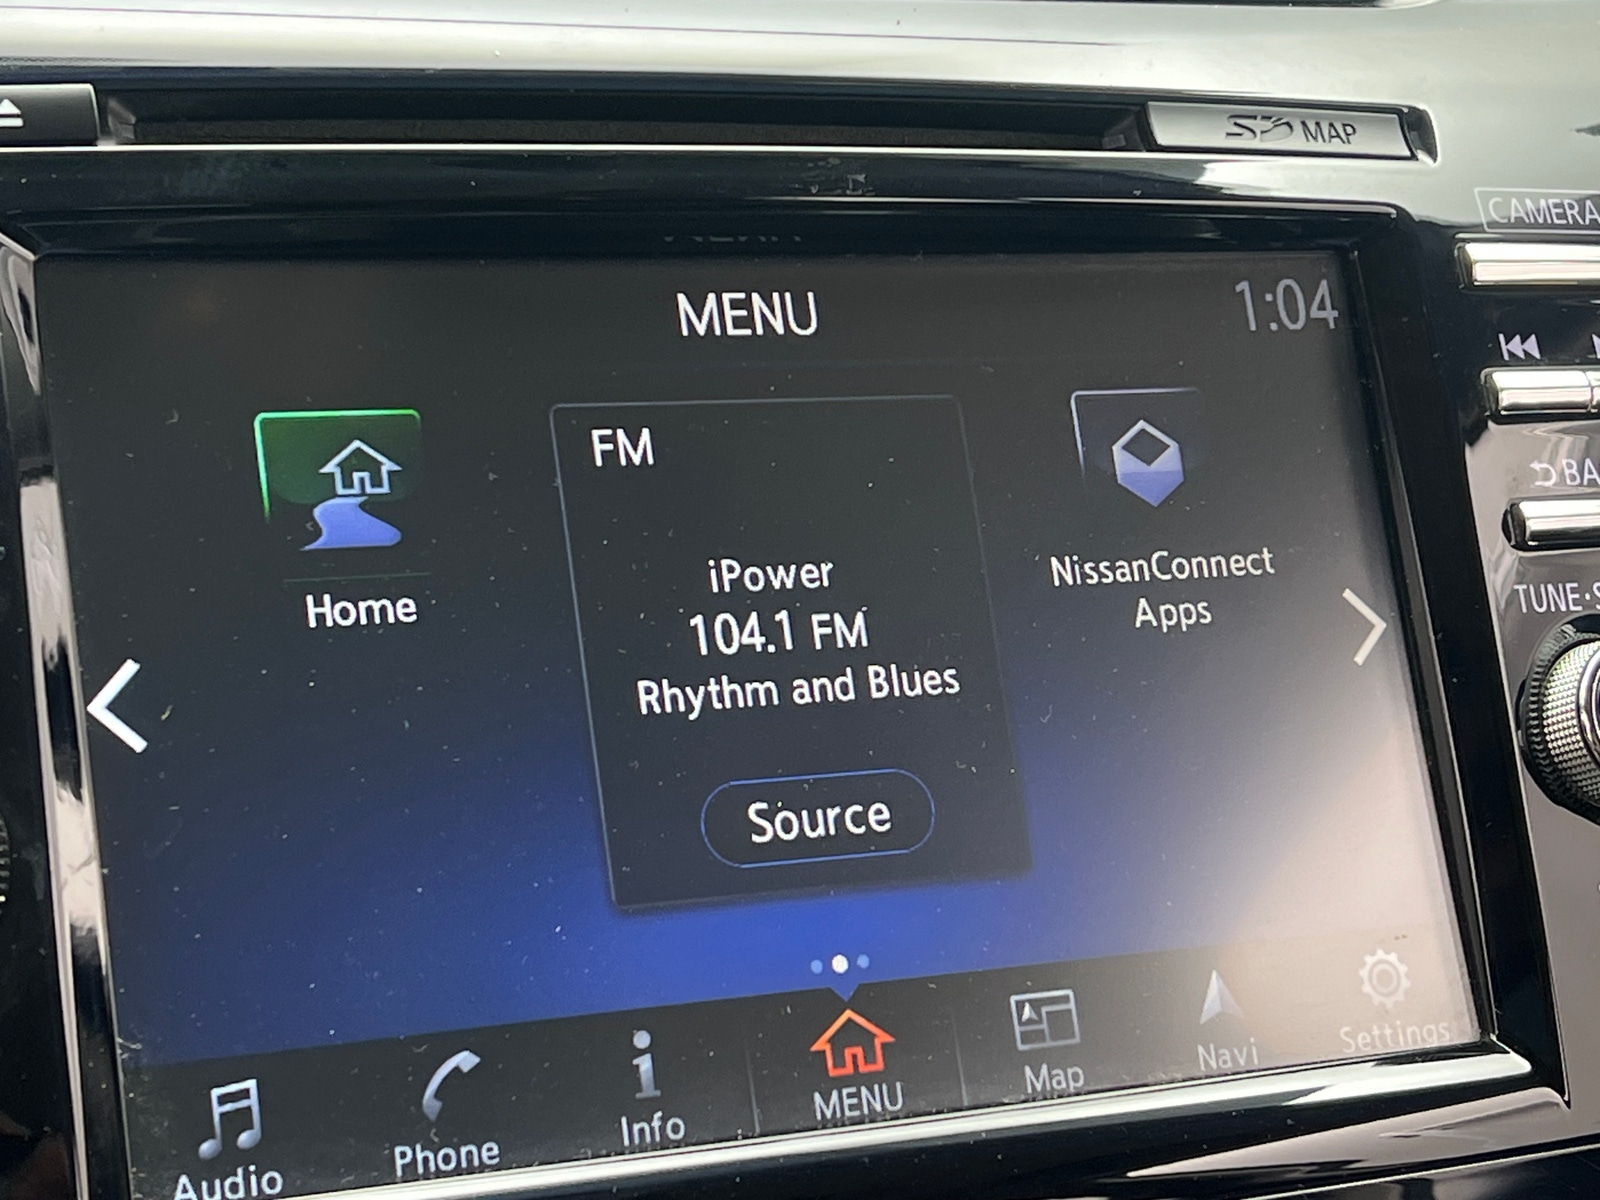 SD MAP
CAMERA
MENU
1:04
FM
iPower
104.1 FM
Rhythm and Blues
Source
Home
NissanConnect
Apps
TUNE·S
Audio
Phone
Info
MENU
Map
Navi
Settings